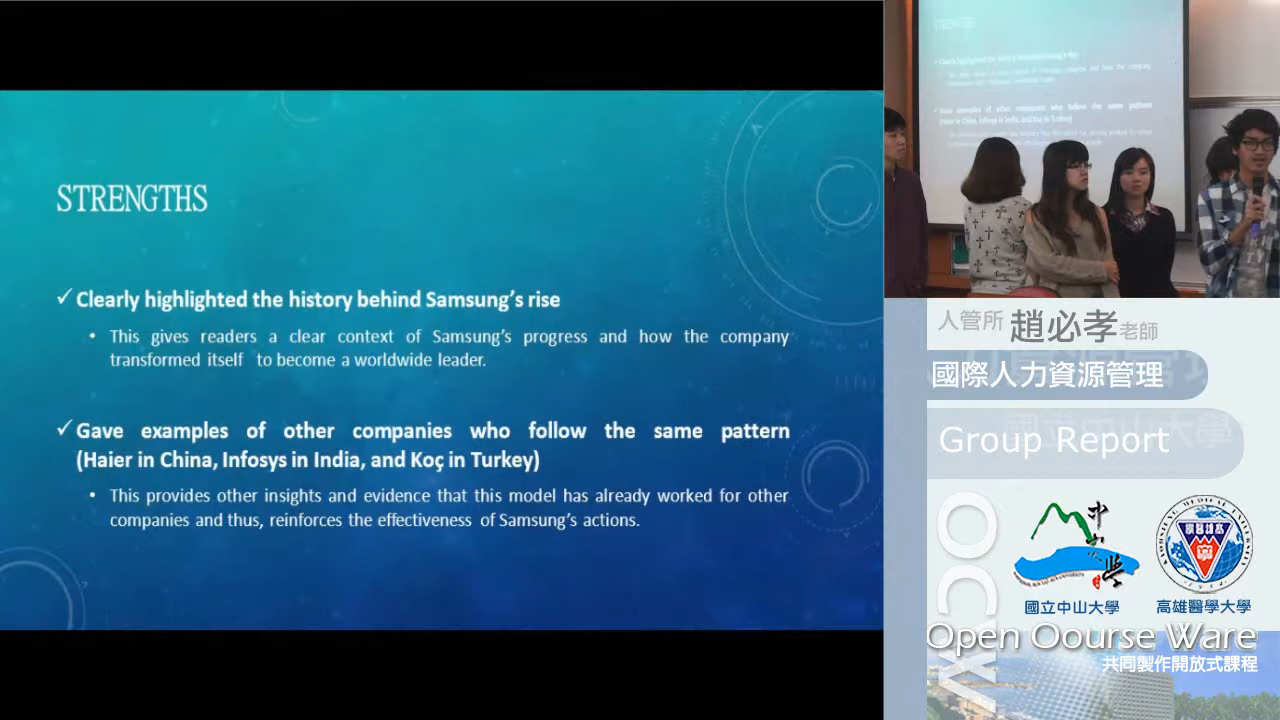 STRENGTHS
✓ Clearly highlighted the history behind Samsung's rise
• This gives readers a clear context of Samsung's progress and how the company
transformed itself to become a worldwide leader.
✓ Gave examples of other companies who follow the same pattern
(Haier in China, Infosys in India, and Koç in Turkey)
• This provides other insights and evidence that this model has already worked for other
companies and thus, reinforces the effectiveness of Samsung's actions.
人管所 趙必孝老師
國際人力資源管理
Group Report
OCW
國立中山大學
高雄醫學大學
Open Oourse Ware
共同製作開放式課程